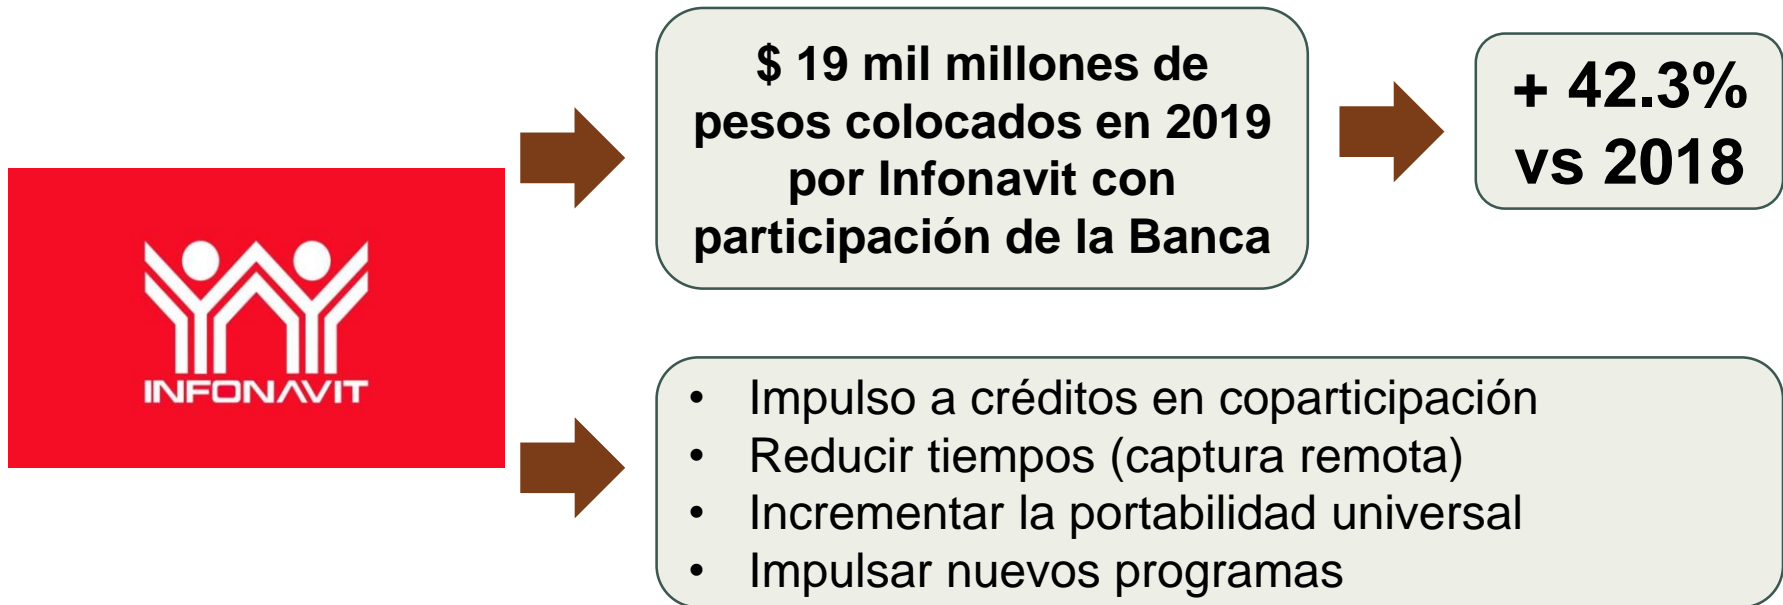 $ 19 mil millones de
pesos colocados en 2019
por Infonavit con
participación de la Banca
+ 42.3%
vs 2018
INFONAVIT
• Impulso a créditos en coparticipación
• Reducir tiempos (captura remota)
• Incrementar la portabilidad universal
• Impulsar nuevos programas